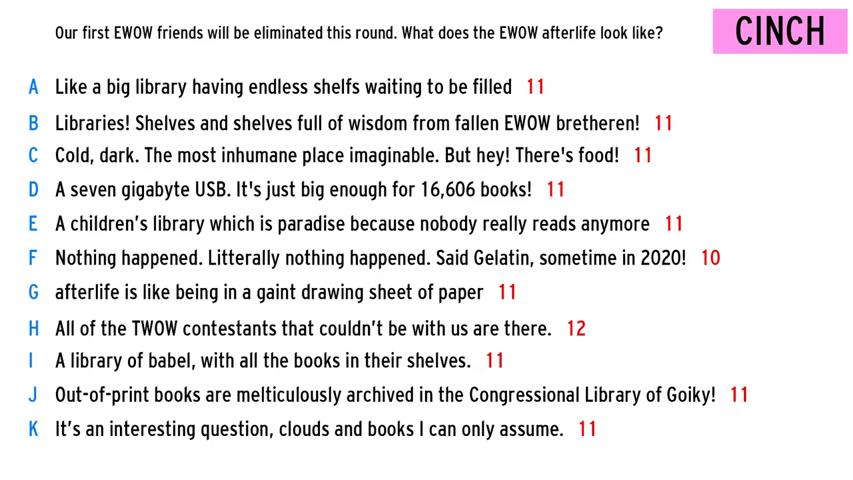 Our first EWOW friends will be eliminated this round. What does the EWOW afterlife look like?
CINCH
A Like a big library having endless shelfs waiting to be filled 11
B Libraries! Shelves and shelves full of wisdom from fallen EWOW bretheren! 11
C Cold, dark. The most inhumane place imaginable. But hey! There's food! 11
D A seven gigabyte USB. It's just big enough for 16,606 books! 11
E A children’s library which is paradise because nobody really reads anymore 11
F Nothing happened. Litterally nothing happened. Said Gelatin, sometime in 2020! 10
G afterlife is like being in a gaint drawing sheet of paper 11
H All of the TWOW contestants that couldn’t be with us are there. 12
I A library of babel, with all the books in their shelves. 11
J Out-of-print books are melticulously archived in the Congressional Library of Goiky! 11
K It’s an interesting question, clouds and books I can only assume. 11